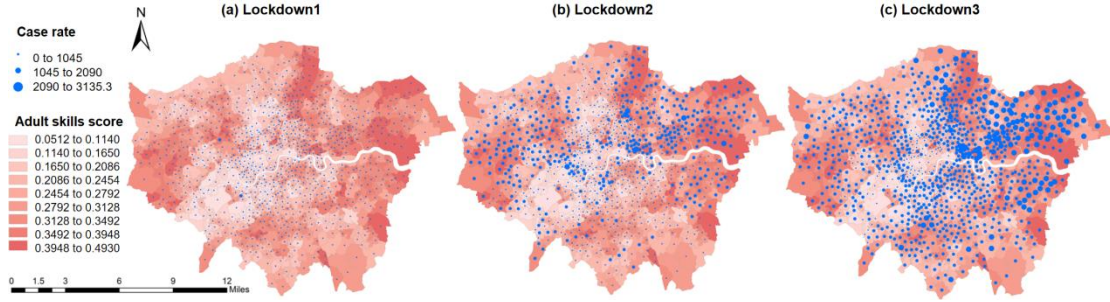 (a) Lockdown1
(b) Lockdown2
(c) Lockdown3
N
Case rate
0 to 1045
1045 to 2090
2090 to 3135.3
Adult skills score
0.0512 to 0.1140
0.1140 to 0.1650
0.1650 to 0.2086
0.2086 to 0.2454
0.2454 to 0.2792
0.2792 to 0.3128
0.3128 to 0.3492
0.3492 to 0.3948
0.3948 to 0.4930
0 1.5 3 6 9 12
Miles